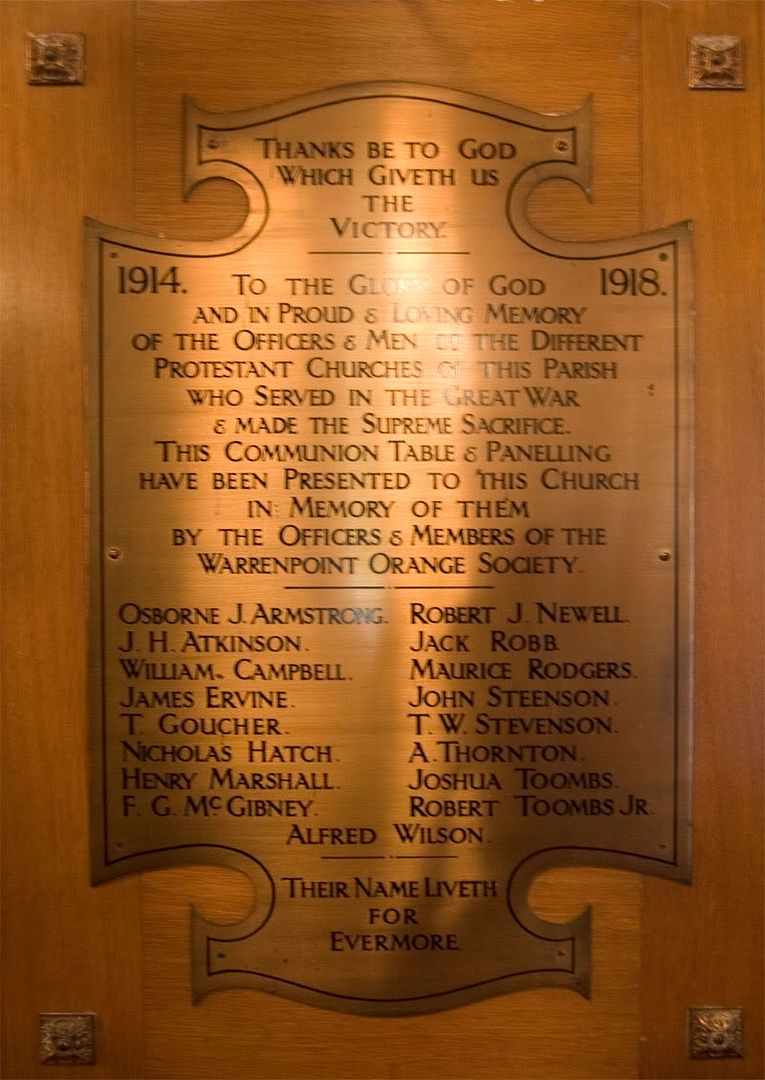 THANKS BE TO GOD
WHICH GIVETH US
THE
VICTORY.
1914. TO THE GLORY OF GOD 1918.
AND IN PROUD & LOVING MEMORY
OF THE OFFICERS & MEN OF THE DIFFERENT
PROTESTANT CHURCHES OF THIS PARISH
WHO SERVED IN THE GREAT WAR
& MADE THE SUPREME SACRIFICE.
THIS COMMUNION TABLE & PANELLING
HAVE BEEN PRESENTED TO THIS CHURCH
IN MEMORY OF THEM
BY THE OFFICERS & MEMBERS OF THE
WARRENPOINT ORANGE SOCIETY.
OSBORNE J. ARMSTRONG. ROBERT J. NEWELL.
J. H. ATKINSON. JACK ROBB.
WILLIAM CAMPBELL. MAURICE RODGERS.
JAMES ERVINE. JOHN STEENSON.
T. GOUCHER. T. W. STEVENSON.
NICHOLAS HATCH. A. THORNTON.
HENRY MARSHALL. JOSHUA TOOMBS.
F. G. McGIBNEY. ROBERT TOOMBS JR.
ALFRED WILSON.
THEIR NAME LIVETH
FOR
EVERMORE.